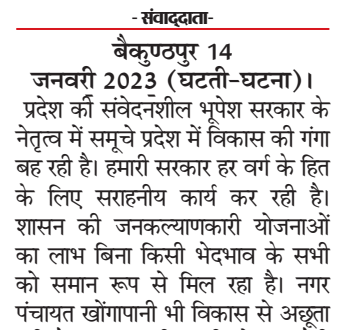 - संवाददाता-
बैकुण्ठपुर 14
जनवरी 2023 (घटती-घटना)।
प्रदेश की संवेदनशील भूपेश सरकार के
नेतृत्व में समूचे प्रदेश में विकास की गंगा
बह रही है। हमारी सरकार हर वर्ग के हित
के लिए सराहनीय कार्य कर रही है।
शासन की जनकल्याणकारी योजनाओं
का लाभ बिना किसी भेदभाव के सभी
को समान रूप से मिल रहा है। नगर
पंचायत खोंगापानी भी विकास से अछूता